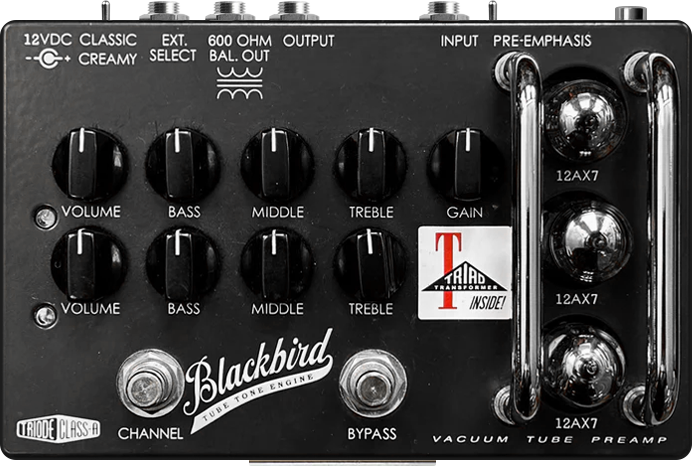 12VDC CLASSIC CREAMY
EXT. SELECT
600 OHM BAL. OUT
OUTPUT
INPUT
PRE-EMPHASIS
12AX7
VOLUME BASS MIDDLE TREBLE GAIN
12AX7
VOLUME BASS MIDDLE TREBLE
T
TRIAD
TRANSFORMER
INSIDE!
Blackbird
TUBE TONE ENGINE
12AX7
TRIODE CLASS-A
CHANNEL
BYPASS
VACUUM TUBE PREAMP